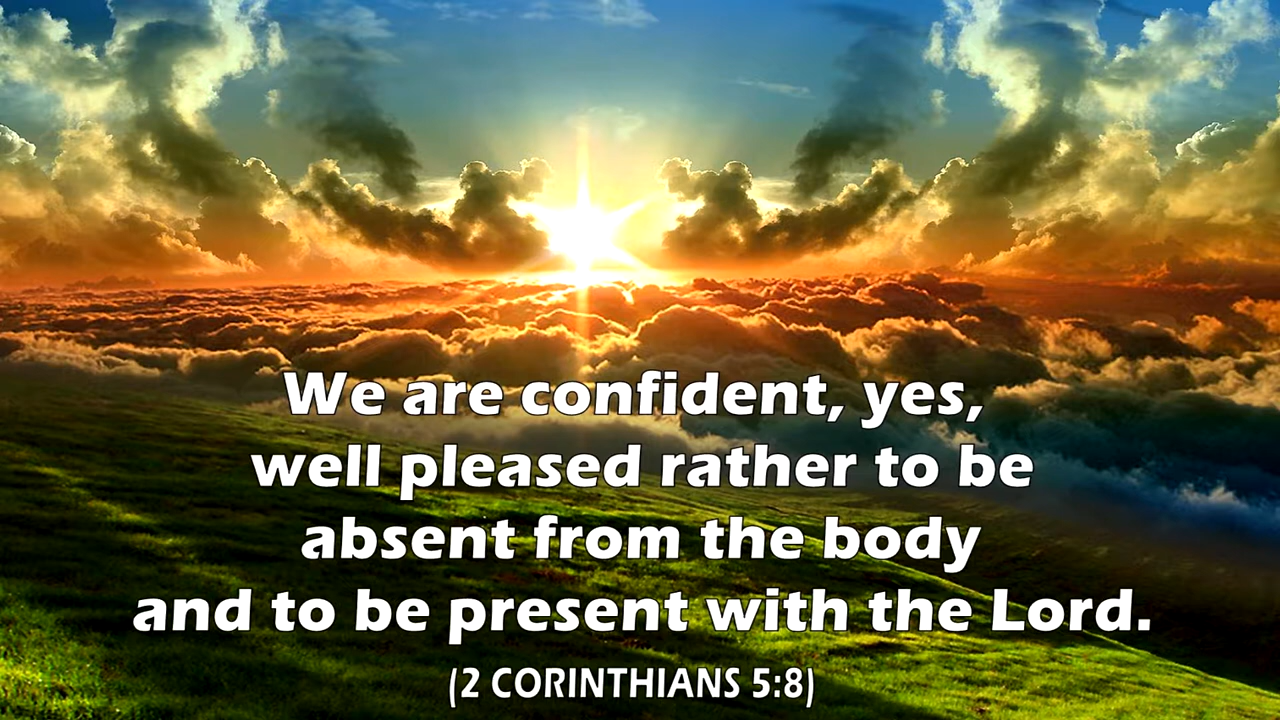 We are confident, yes,
well pleased rather to be
absent from the body
and to be present with the Lord.
(2 CORINTHIANS 5:8)